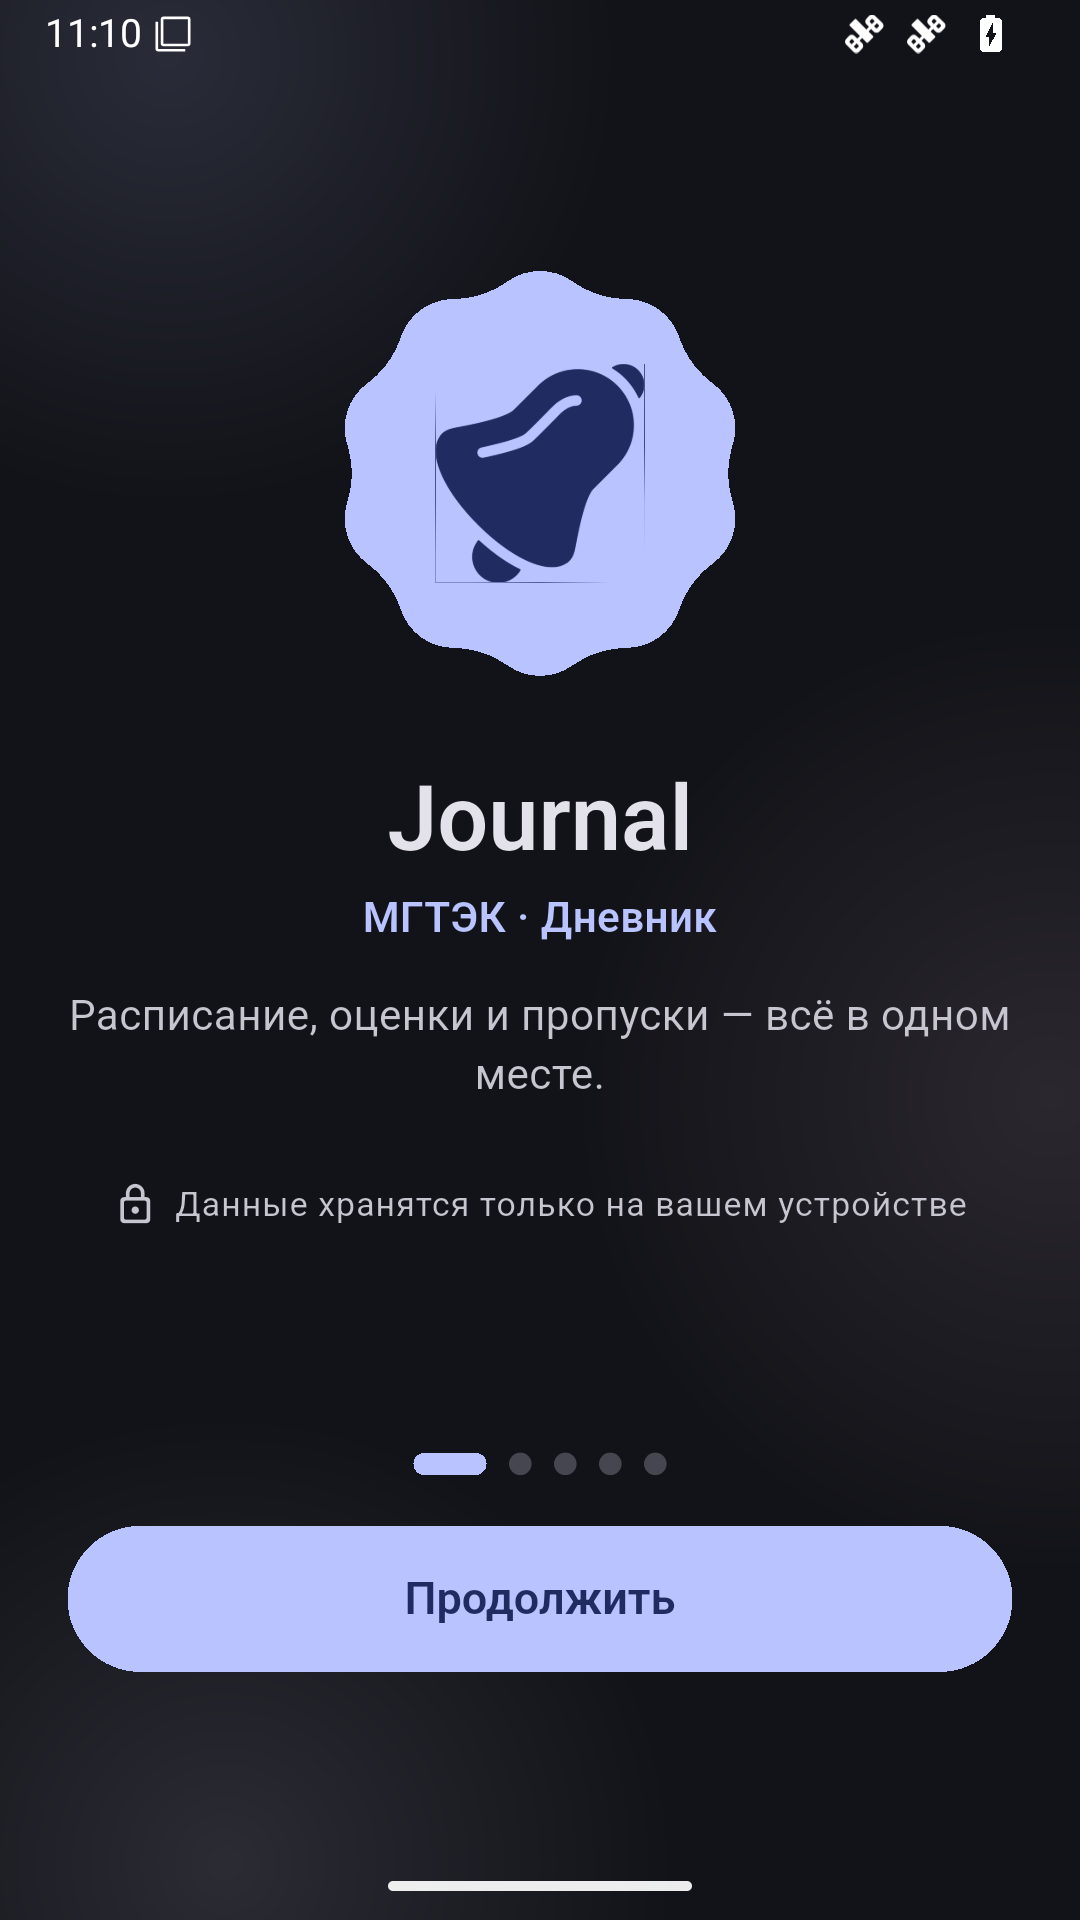 11:10
Journal
МГТЭК · Дневник
Расписание, оценки и пропуски — всё в одном
месте.
Данные хранятся только на вашем устройстве
Продолжить